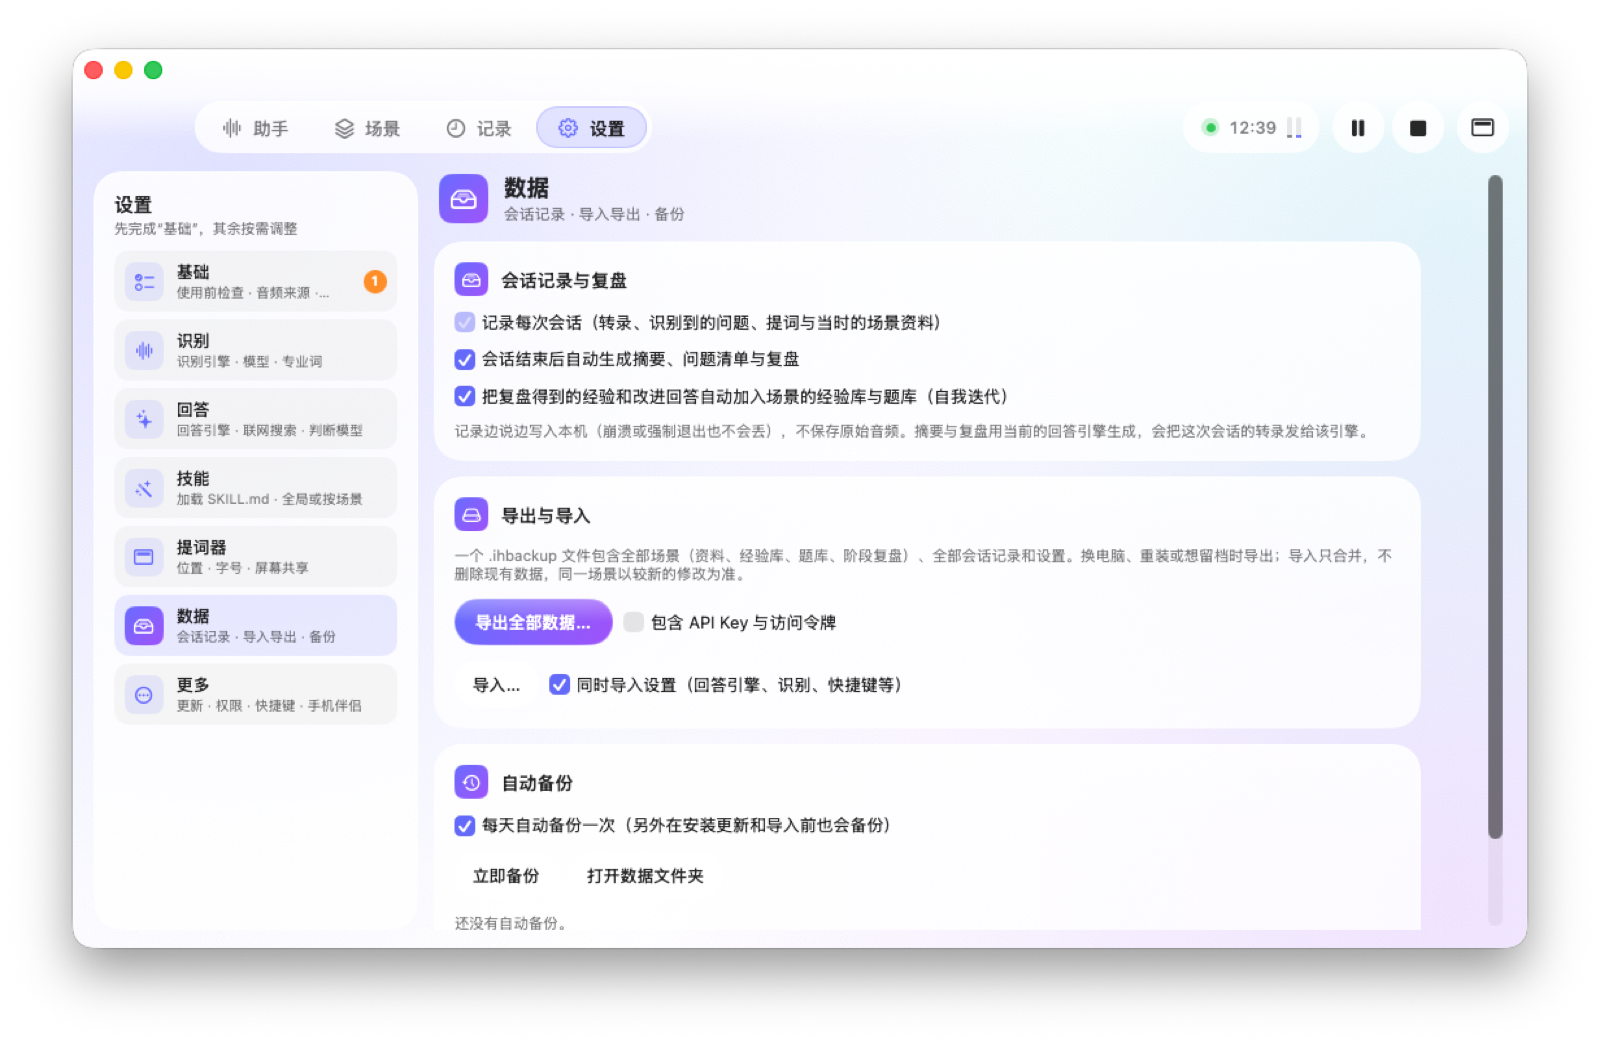 助手
场景
记录
设置
12:39
设置
先完成“基础”，其余按需调整
基础
使用前检查 · 音频来源 ·...
1
识别
识别引擎 · 模型 · 专业词
回答
回答引擎 · 联网搜索 · 判断模型
技能
加载 SKILL.md · 全局或按场景
提词器
位置 · 字号 · 屏幕共享
数据
会话记录 · 导入导出 · 备份
更多
更新 · 权限 · 快捷键 · 手机伴侣
数据
会话记录 · 导入导出 · 备份
会话记录与复盘
记录每次会话（转录、识别到的问题、提词与当时的场景资料）
会话结束后自动生成摘要、问题清单与复盘
把复盘得到的经验和改进回答自动加入场景的经验库与题库（自我迭代）
记录边说边写入本机（崩溃或强制退出也不会丢），不保存原始音频。摘要与复盘用当前的回答引擎生成，会把这次会话的转录发给该引擎。
导出与导入
一个 .ihbackup 文件包含全部场景（资料、经验库、题库、阶段复盘）、全部会话记录和设置。换电脑、重装或想留档时导出；导入只合并，不
删除现有数据，同一场景以较新的修改为准。
导出全部数据...
包含 API Key 与访问令牌
导入...
同时导入设置（回答引擎、识别、快捷键等）
自动备份
每天自动备份一次（另外在安装更新和导入前也会备份）
立即备份
打开数据文件夹
还没有自动备份。